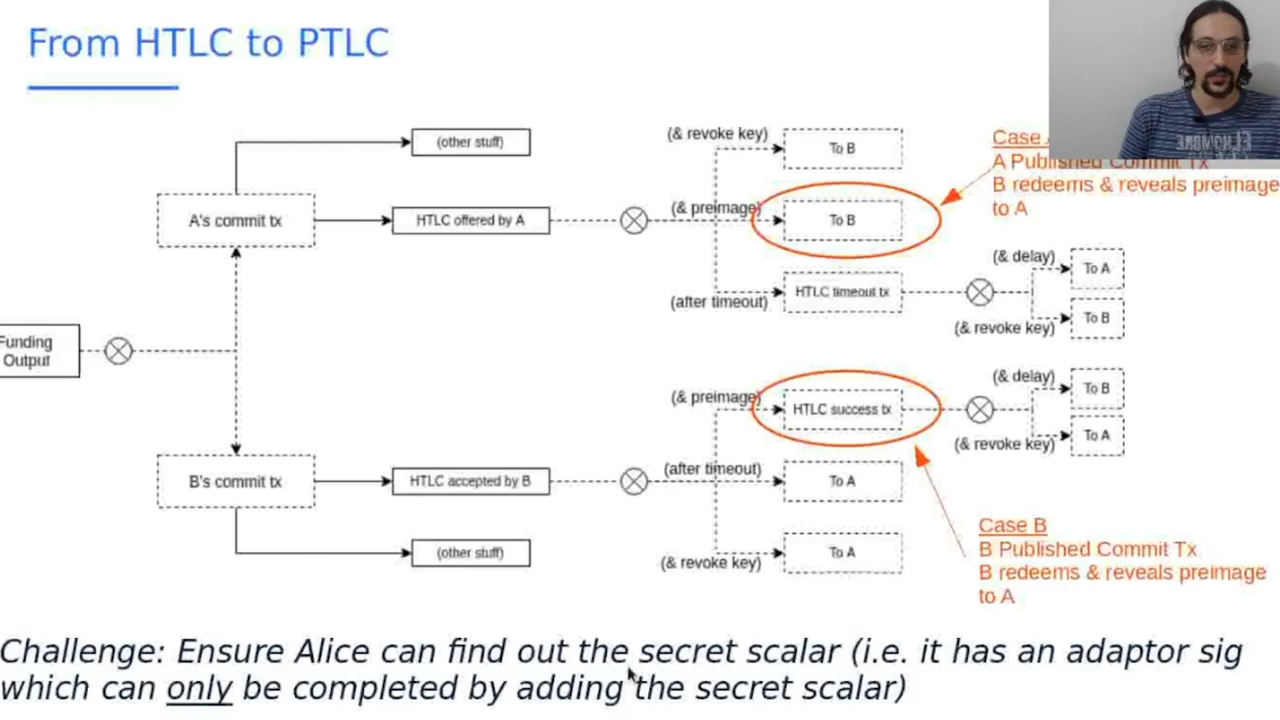 From HTLC to PTLC
(other stuff)
(& revoke key)
To B
Case
A Published Commit Tx
B redeems & reveals preimage
to A
A's commit tx
HTLC offered by A
(& preimage)
To B
(& delay)
To A
(after timeout)
HTLC timeout tx
(& revoke key)
To B
Funding
Output
(& preimage)
HTLC success tx
(& delay)
To B
(& revoke key)
To A
B's commit tx
HTLC accepted by B
(after timeout)
To A
(other stuff)
(& revoke key)
To A
Case B
B Published Commit Tx
B redeems & reveals preimage
to A
Challenge: Ensure Alice can find out the secret scalar (i.e. it has an adaptor sig
which can only be completed by adding the secret scalar)